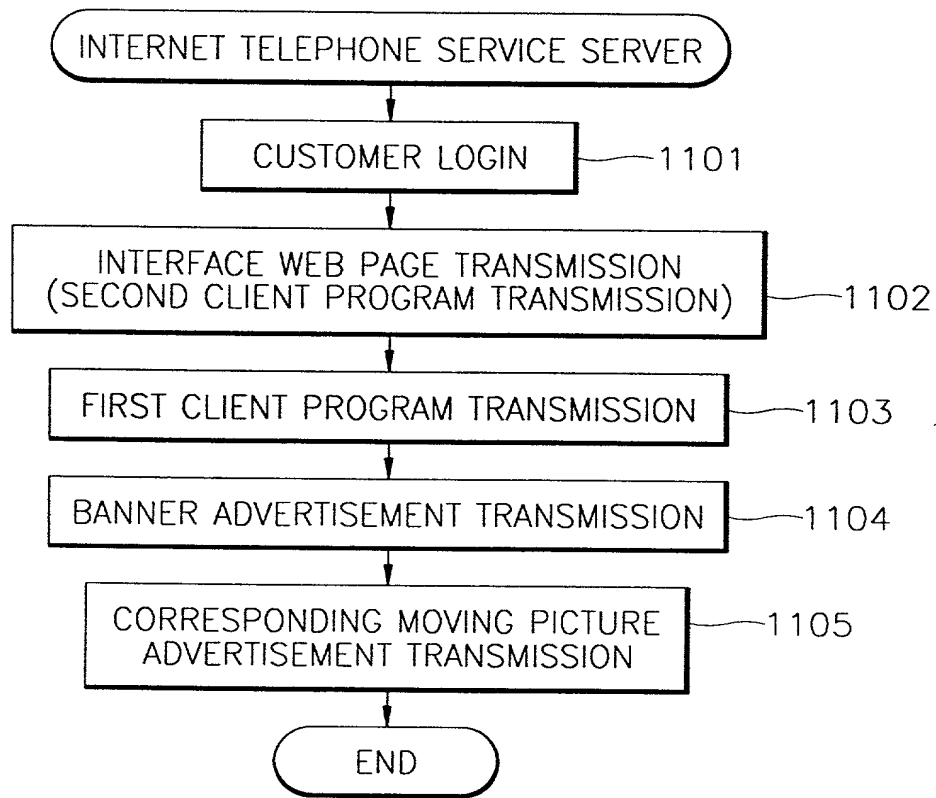 INTERNET TELEPHONE SERVICE SERVER
CUSTOMER LOGIN
1101
INTERFACE WEB PAGE TRANSMISSION
(SECOND CLIENT PROGRAM TRANSMISSION)
1102
FIRST CLIENT PROGRAM TRANSMISSION
1103
BANNER ADVERTISEMENT TRANSMISSION
1104
CORRESPONDING MOVING PICTURE
ADVERTISEMENT TRANSMISSION
1105
END